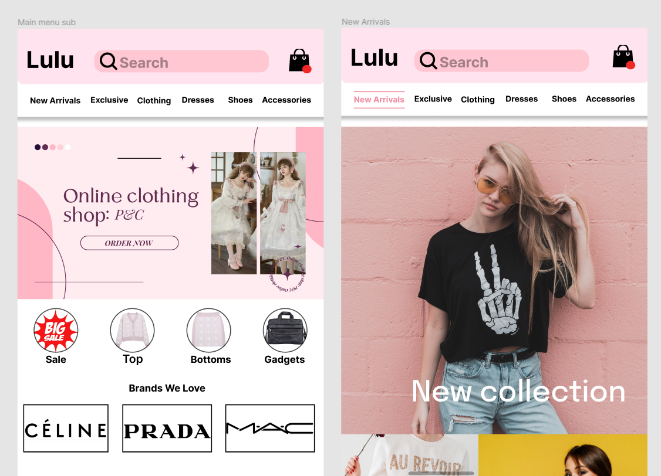 Main menu sub
Lulu
Search
New Arrivals Exclusive Clothing Dresses Shoes Accessories
Online clothing
shop: P&C
ORDER NOW
BIG
SALE
Sale Top Bottoms Gadgets
Brands We Love
CÉLINE PRADA MAC
New Arrivals
Lulu
Search
New Arrivals Exclusive Clothing Dresses Shoes Accessories
New collection
AU REVOIR